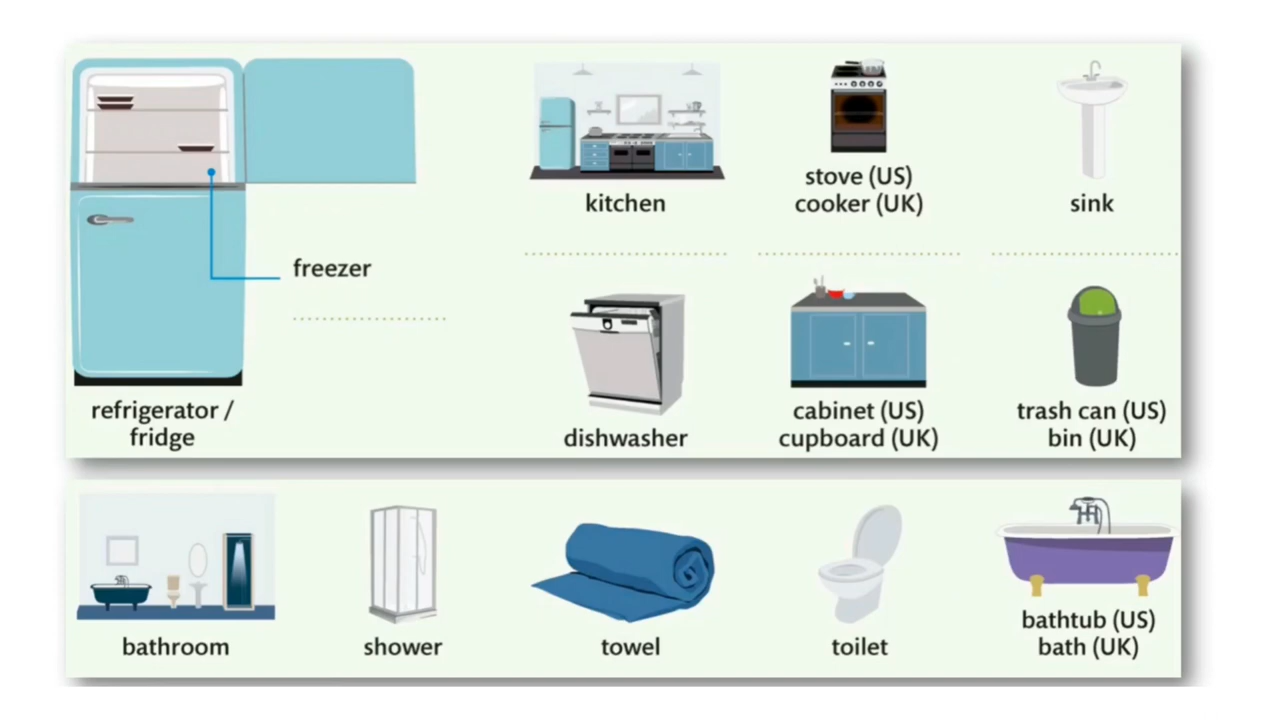 kitchen
stove (US)
cooker (UK)
sink
freezer
refrigerator /
fridge
dishwasher
cabinet (US)
cupboard (UK)
trash can (US)
bin (UK)
bathroom
shower
towel
toilet
bathtub (US)
bath (UK)